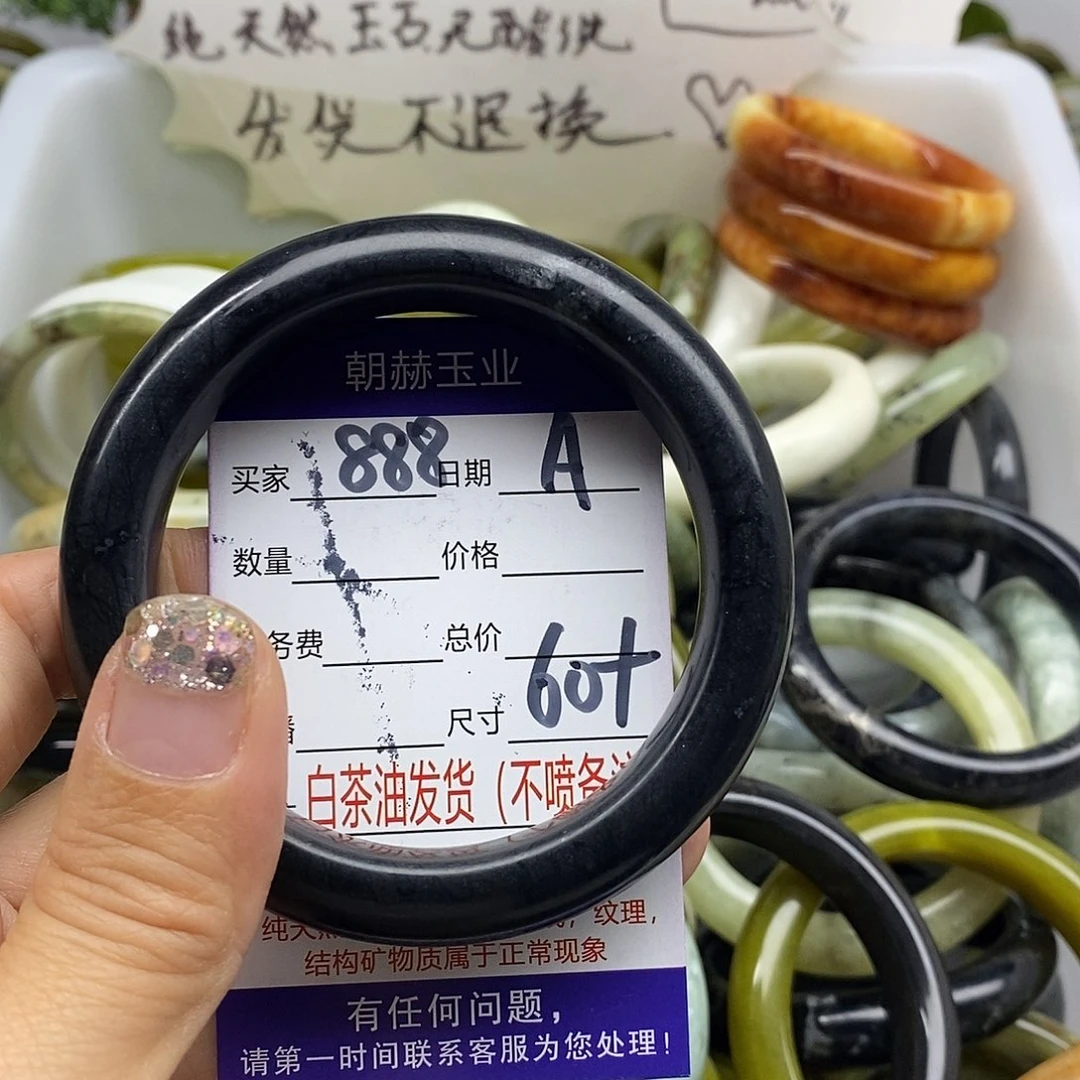 纯天然玉石无酸洗
发货不退换
朝赫玉业
买家 888 日期 A
数量 价格
务费 总价
尺寸 60+
白茶油发货（不喷备注
纯天 纹理，
结构矿物质属于正常现象
有任何问题，
请第一时间联系客服为您处理！